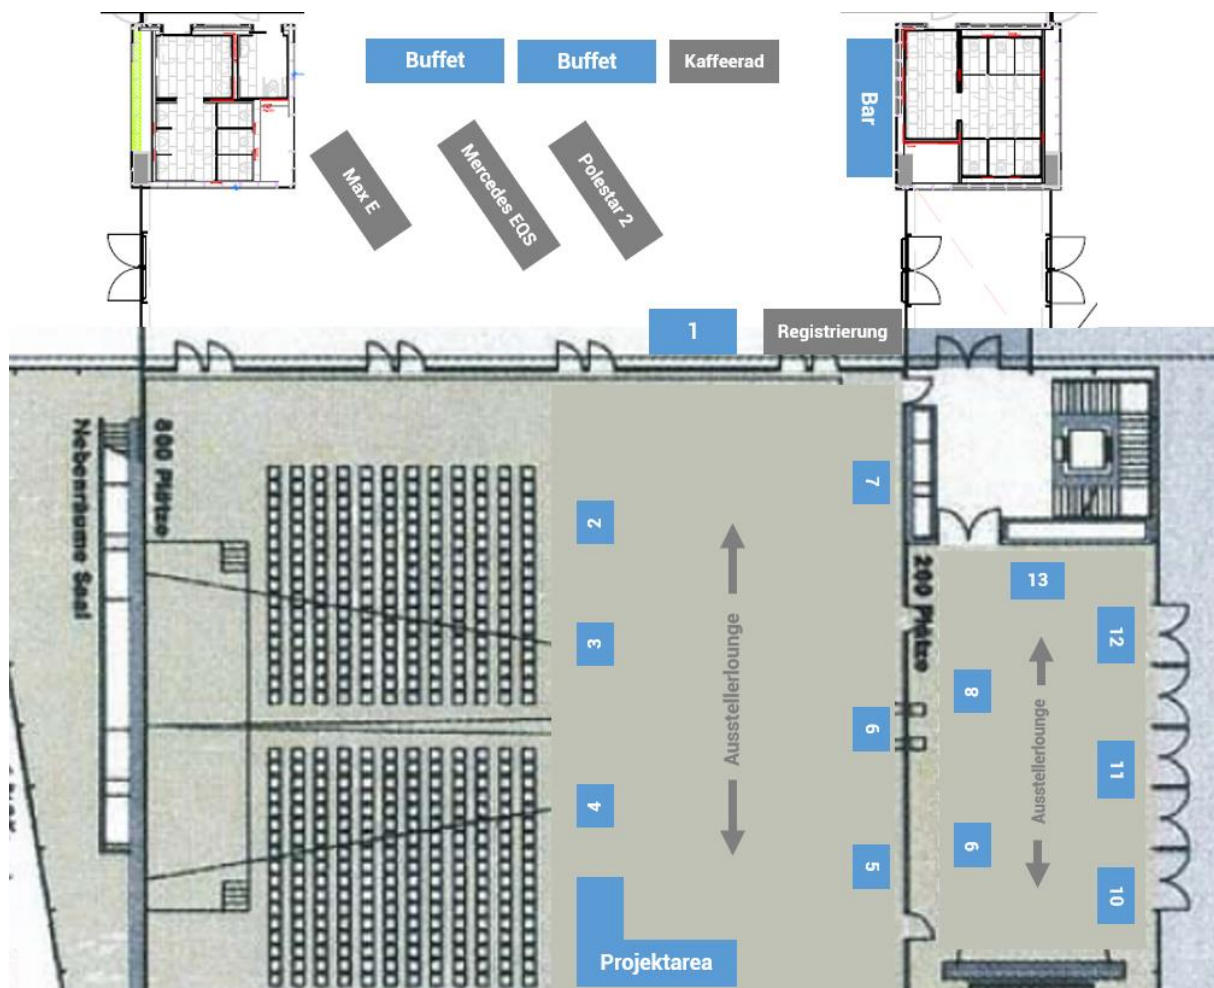 Buffet
Buffet
Kaffeerad
Bar
Max E
Mercedes EQS
Polestar 2
1
Registrierung
Nebenräume Saal
800 Plätze
7
2
200 Plätze
13
3
12
8
Ausstellerlounge
6
Ausstellerlounge
11
4
9
5
10
Projektarea